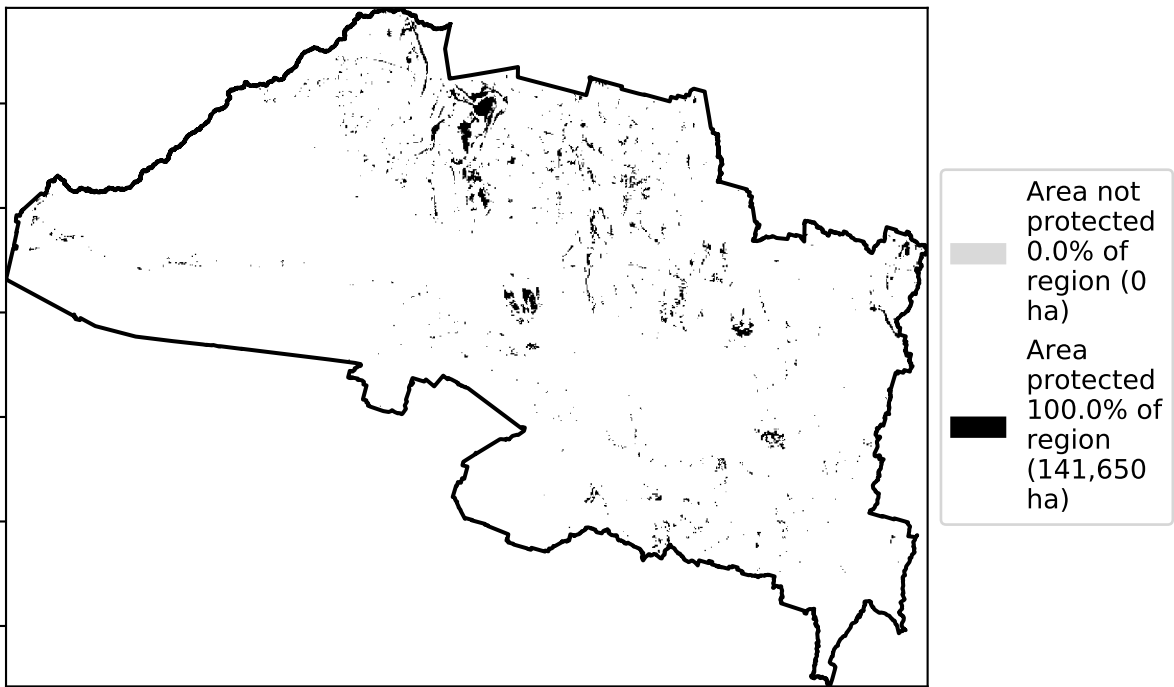 Area not
protected
0.0% of
region (0
ha)
Area
protected
100.0% of
region
(141,650
ha)